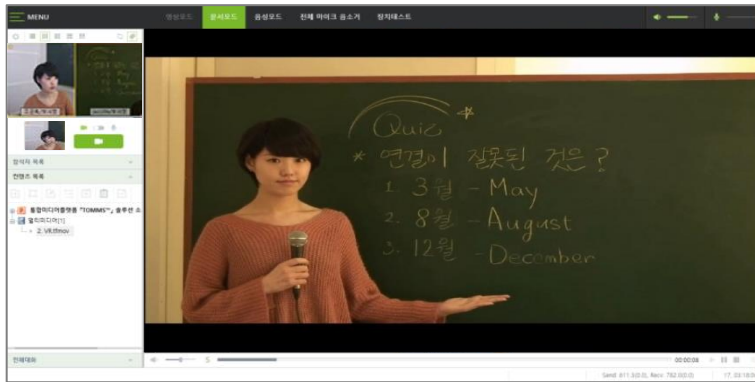 MENU
영상모드 문서모드 음성모드 전체 마이크 음소거 장치테스트
참석자 목록
컨텐츠 목록
통합미디어플랫폼 "TOMMS™" 솔루션 소
멀티미디어[1]
2. VR.tfmov
전체대화
Quiz
* 연결이 잘못된 것은?
1. 3월 - May
2. 8월 - August
3. 12월 - December
00:00:06